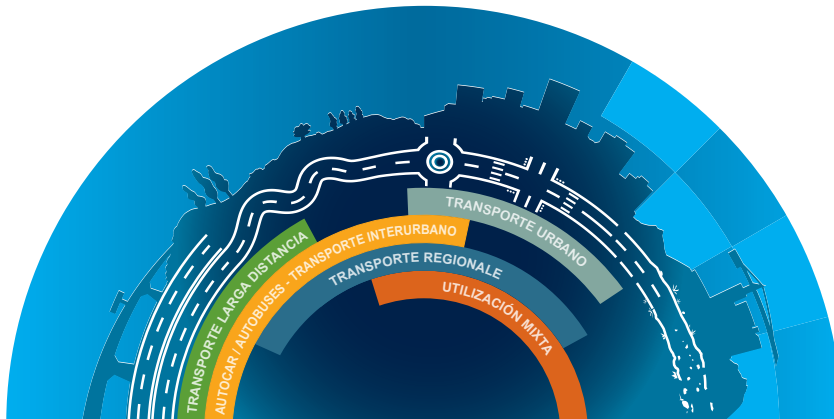 TRANSPORTE LARGA DISTANCIA
AUTOCAR / AUTOBUSES - TRANSPORTE INTERURBANO
TRANSPORTE REGIONALE
TRANSPORTE URBANO
UTILIZACIÓN MIXTA